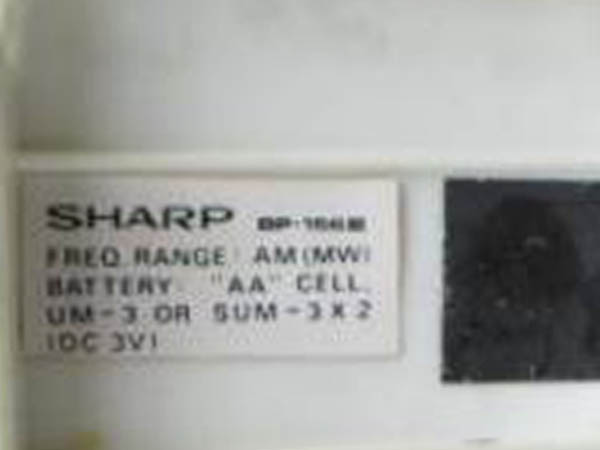 SHARP
FREQ. RANGE: AM (MW)
BATTERY: "AA" CELL,
UM-3 OR SUM-3 X 2
(DC 3V)